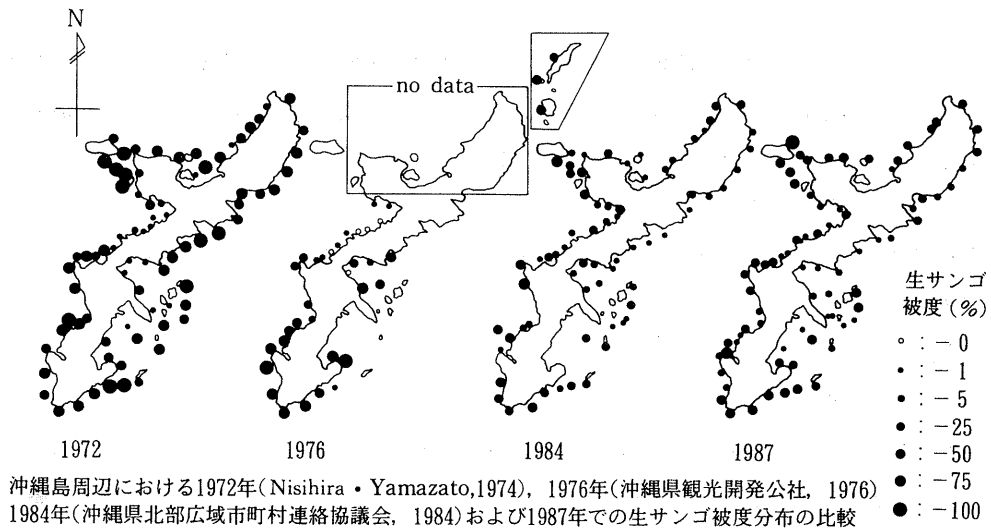 N
no data
1972
1976
1984
1987
生サンゴ
被度(%)
:-0
:-1
:-5
:-25
:-50
:-75
:-100
沖縄島周辺における1972年(Nisihira・Yamazato,1974), 1976年(沖縄県観光開発公社, 1976)
1984年(沖縄県北部広域市町村連絡協議会, 1984)および1987年での生サンゴ被度分布の比較